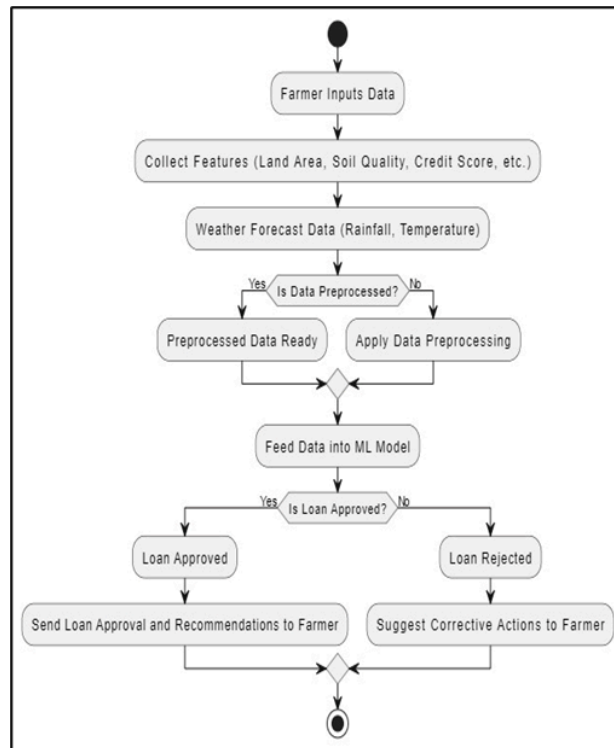 Farmer Inputs Data
Collect Features (Land Area, Soil Quality, Credit Score, etc.)
Weather Forecast Data (Rainfall, Temperature)
Yes
Is Data Preprocessed?
No
Preprocessed Data Ready
Apply Data Preprocessing
Feed Data into ML Model
Yes
Is Loan Approved?
No
Loan Approved
Loan Rejected
Send Loan Approval and Recommendations to Farmer
Suggest Corrective Actions to Farmer